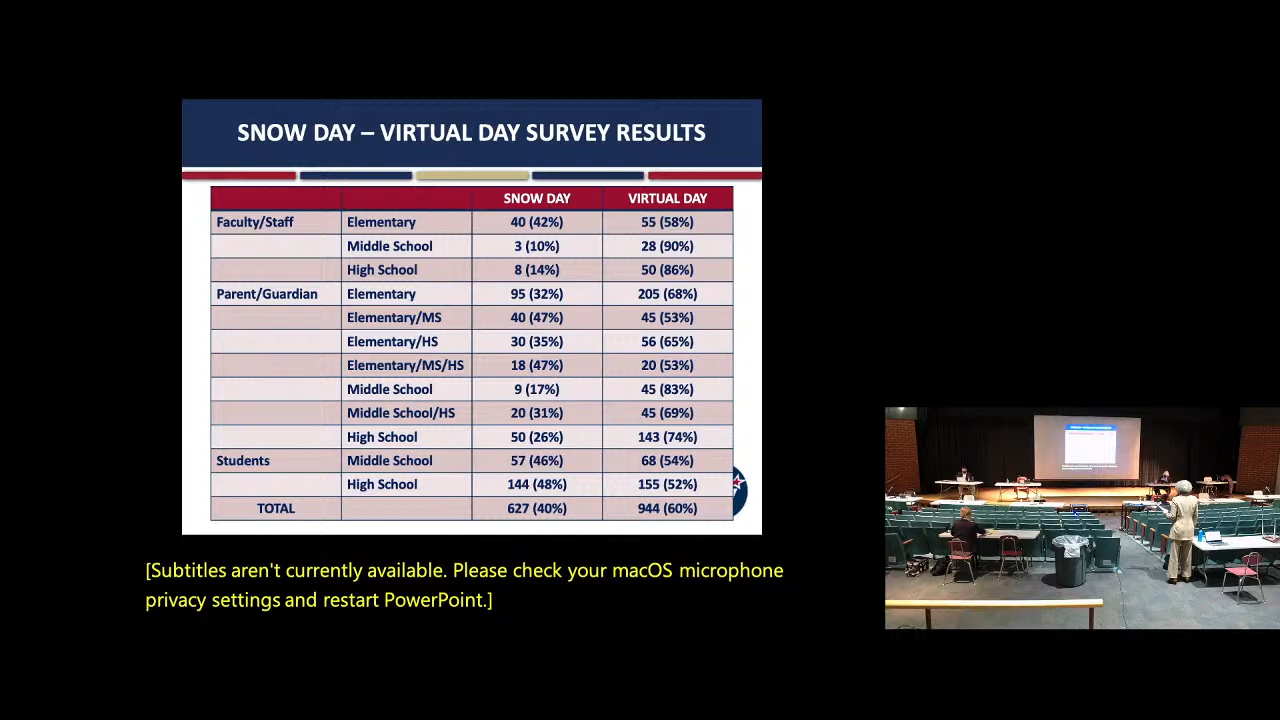 SNOW DAY – VIRTUAL DAY SURVEY RESULTS
SNOW DAY VIRTUAL DAY
Faculty/Staff Elementary 40 (42%) 55 (58%)
Middle School 3 (10%) 28 (90%)
High School 8 (14%) 50 (86%)
Parent/Guardian Elementary 95 (32%) 205 (68%)
Elementary/MS 40 (47%) 45 (53%)
Elementary/HS 30 (35%) 56 (65%)
Elementary/MS/HS 18 (47%) 20 (53%)
Middle School 9 (17%) 45 (83%)
Middle School/HS 20 (31%) 45 (69%)
High School 50 (26%) 143 (74%)
Students Middle School 57 (46%) 68 (54%)
High School 144 (48%) 155 (52%)
TOTAL 627 (40%) 944 (60%)
[Subtitles aren't currently available. Please check your macOS microphone
privacy settings and restart PowerPoint.]